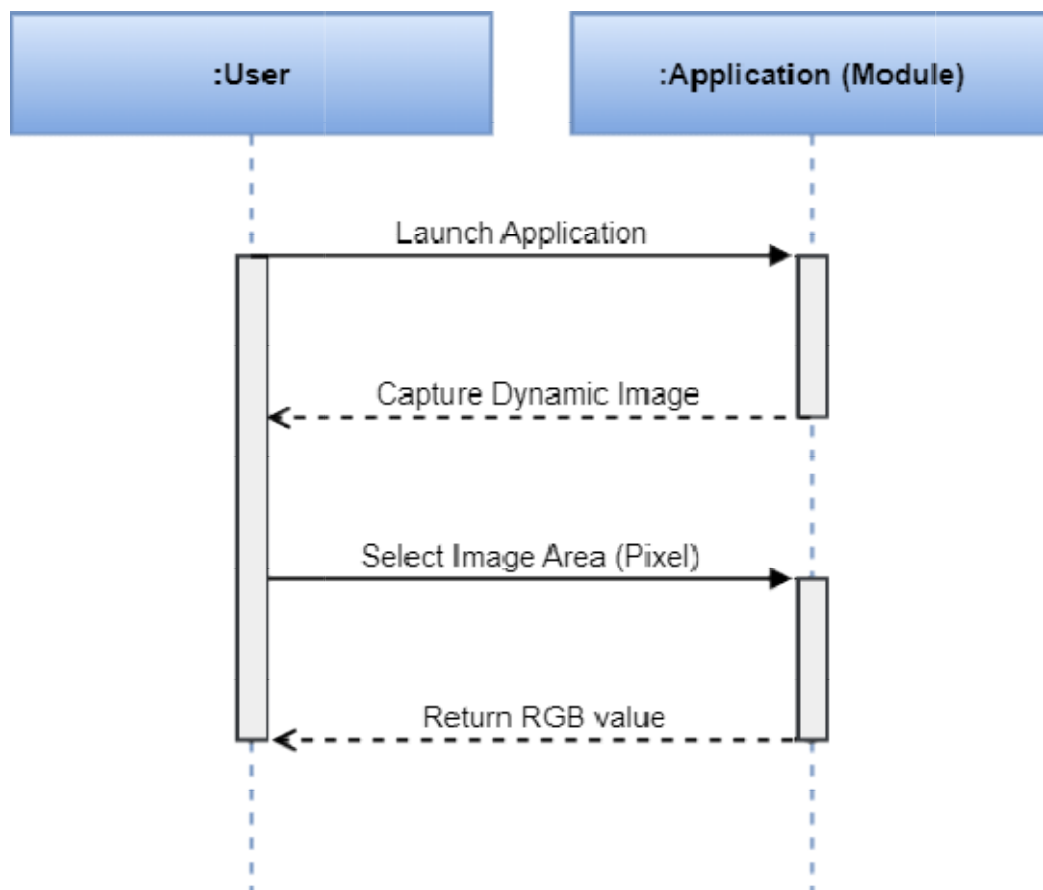 :User
:Application (Module)
Launch Application
Capture Dynamic Image
Select Image Area (Pixel)
Return RGB value